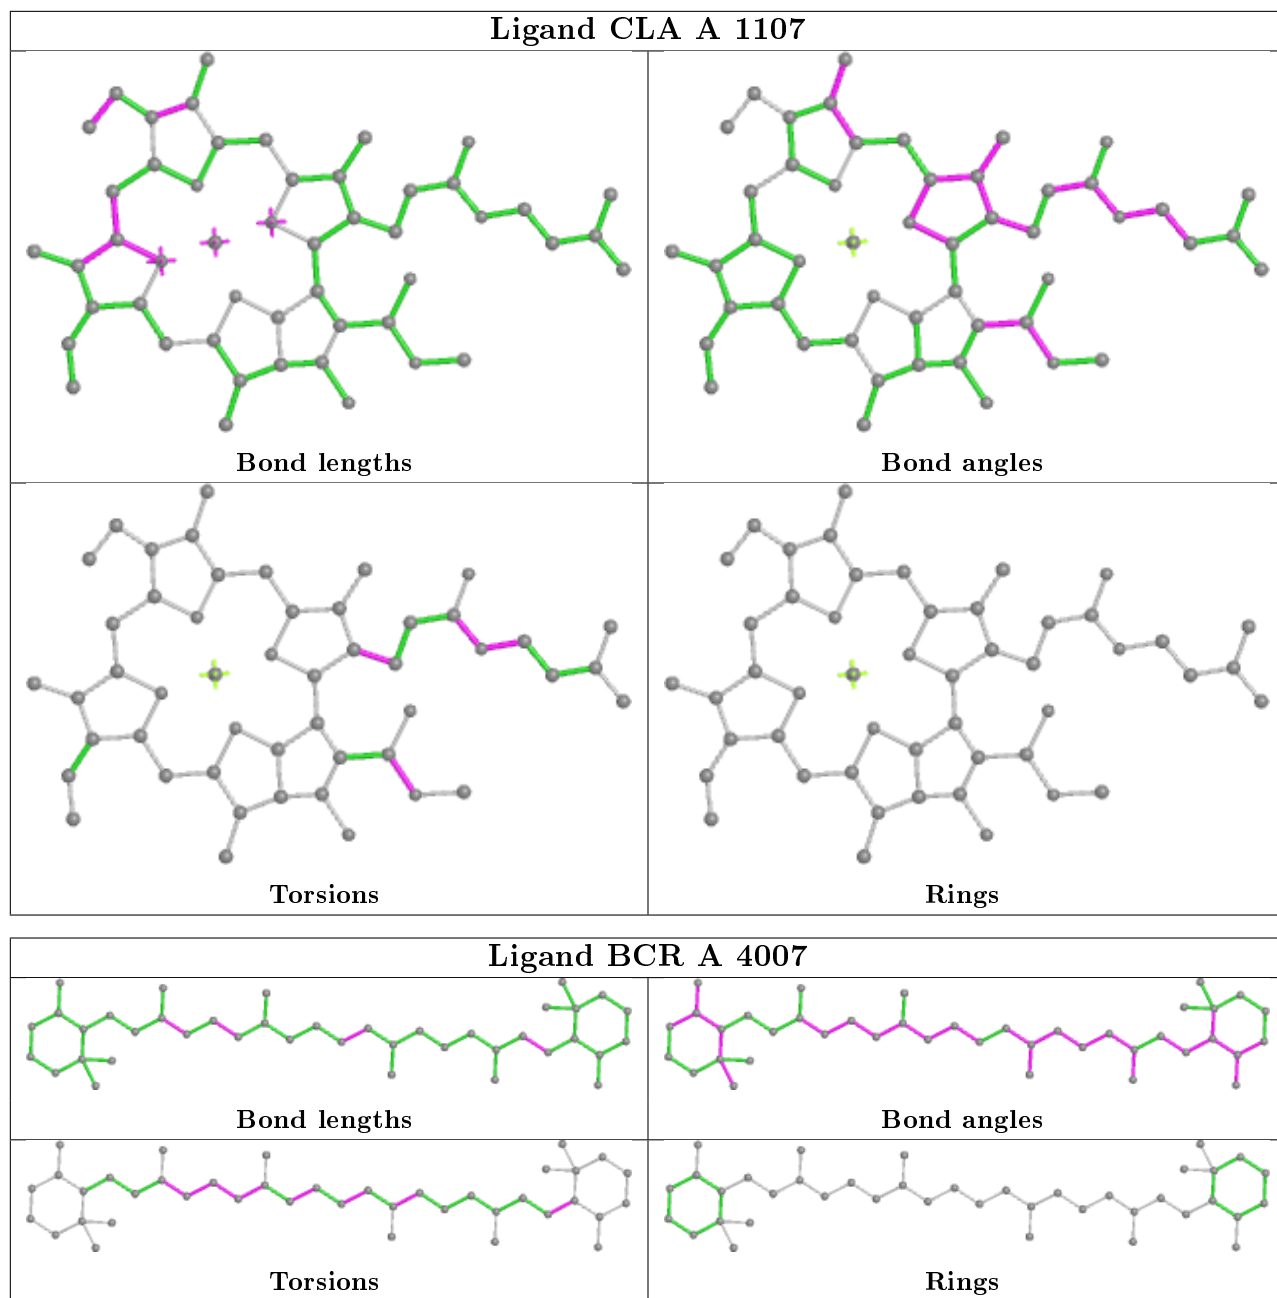 Ligand CLA A 1107
Bond lengths
Bond angles
Torsions
Rings
Ligand BCR A 4007
Bond lengths
Bond angles
Torsions
Rings